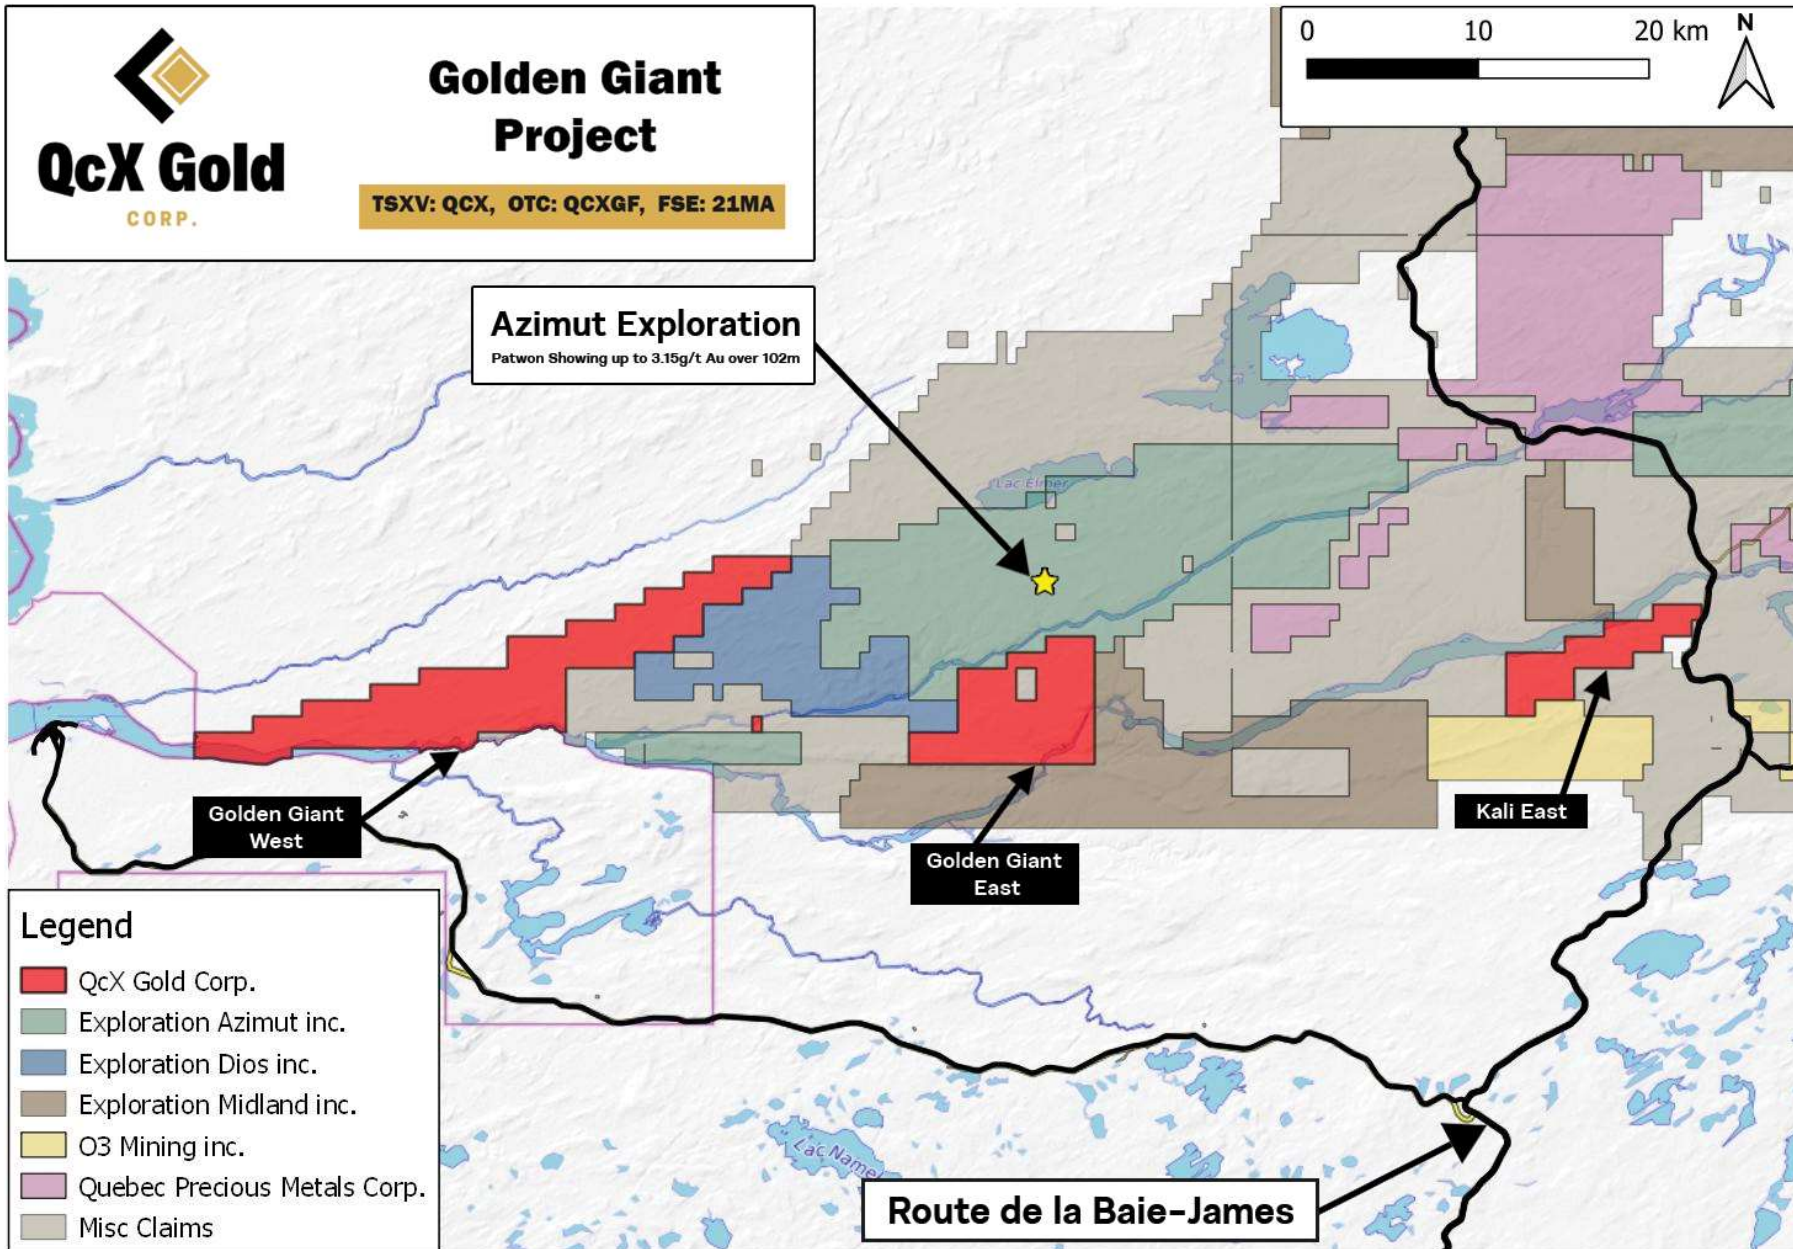 QcX Gold
CORP.
Golden Giant
Project
TSXV: QCX, OTC: QCXGF, FSE: 21MA
0 10 20 km
N
Azimut Exploration
Patwon Showing up to 3.15g/t Au over 102m
Lac Elmer
Golden Giant
West
Golden Giant
East
Kali East
Legend
QcX Gold Corp.
Exploration Azimut inc.
Exploration Dios inc.
Exploration Midland inc.
O3 Mining inc.
Quebec Precious Metals Corp.
Misc Claims
Lac Namel
Route de la Baie-James